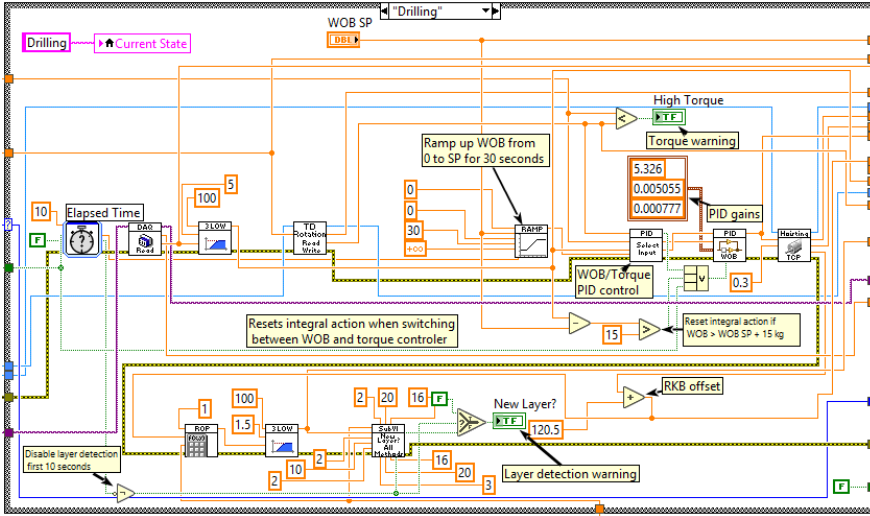 "Drilling"
WOB SP
DBL
Drilling
Current State
High Torque
TF
Torque warning
Ramp up WOB from
0 to SP for 30 seconds
5
100
5.326
0.005055
0.000777
PID gains
0
0
30
+∞
10
Elapsed Time
F
DAQ
Read
3LOW
TD
Rotation
Read
Write
RAMP
PID
Select
Input
PID
WOB
Hoisting
TCP
WOB/Torque
PID control
V
0.3
Resets integral action when switching
between WOB and torque controler
15
>
Reset integral action if
WOB > WOB SP + 15 kg
RKB offset
120.5
1
100
1.5
ROP
3LOW
2
20
16
F
New Layer?
TF
SubVI
New
Layer?
All
Methods
2
10
2
16
20
3
Layer detection warning
Disable layer detection
first 10 seconds
F